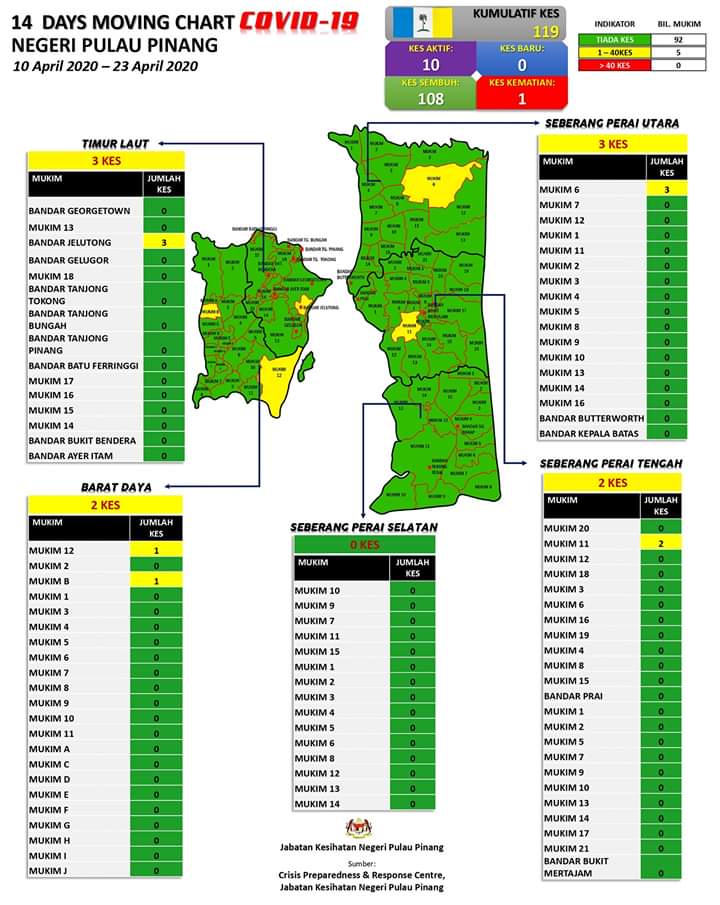 14 DAYS MOVING CHART COVID-19
NEGERI PULAU PINANG
10 April 2020 – 23 April 2020
KUMULATIF KES
119
KES AKTIF:
10
KES BARU:
0
KES SEMBUH:
108
KES KEMATIAN:
1
INDIKATOR BIL. MUKIM
TIADA KES 92
1 – 40KES 5
> 40 KES 0
TIMUR LAUT
3 KES
MUKIM JUMLAH KES
BANDAR GEORGETOWN 0
MUKIM 13 0
BANDAR JELUTONG 3
BANDAR GELUGOR 0
MUKIM 18 0
BANDAR TANJONG
TOKONG 0
BANDAR TANJONG
BUNGAH 0
BANDAR TANJONG
PINANG 0
BANDAR BATU FERRINGGI 0
MUKIM 17 0
MUKIM 16 0
MUKIM 15 0
MUKIM 14 0
BANDAR BUKIT BENDERA 0
BANDAR AYER ITAM 0
BARAT DAYA
2 KES
MUKIM JUMLAH KES
MUKIM 12 1
MUKIM 2 0
MUKIM B 1
MUKIM 1 0
MUKIM 3 0
MUKIM 4 0
MUKIM 5 0
MUKIM 6 0
MUKIM 7 0
MUKIM 8 0
MUKIM 9 0
MUKIM 10 0
MUKIM 11 0
MUKIM A 0
MUKIM C 0
MUKIM D 0
MUKIM E 0
MUKIM F 0
MUKIM G 0
MUKIM H 0
MUKIM I 0
MUKIM J 0
SEBERANG PERAI SELATAN
0 KES
MUKIM JUMLAH KES
MUKIM 10 0
MUKIM 9 0
MUKIM 7 0
MUKIM 11 0
MUKIM 15 0
MUKIM 1 0
MUKIM 2 0
MUKIM 3 0
MUKIM 4 0
MUKIM 5 0
MUKIM 6 0
MUKIM 8 0
MUKIM 12 0
MUKIM 13 0
MUKIM 14 0
SEBERANG PERAI UTARA
3 KES
MUKIM JUMLAH KES
MUKIM 6 3
MUKIM 7 0
MUKIM 12 0
MUKIM 1 0
MUKIM 11 0
MUKIM 2 0
MUKIM 3 0
MUKIM 4 0
MUKIM 5 0
MUKIM 8 0
MUKIM 9 0
MUKIM 10 0
MUKIM 13 0
MUKIM 14 0
MUKIM 16 0
BANDAR BUTTERWORTH 0
BANDAR KEPALA BATAS 0
SEBERANG PERAI TENGAH
2 KES
MUKIM JUMLAH KES
MUKIM 20 0
MUKIM 11 2
MUKIM 12 0
MUKIM 18 0
MUKIM 3 0
MUKIM 6 0
MUKIM 16 0
MUKIM 19 0
MUKIM 4 0
MUKIM 8 0
MUKIM 15 0
BANDAR PRAI 0
MUKIM 1 0
MUKIM 2 0
MUKIM 5 0
MUKIM 7 0
MUKIM 9 0
MUKIM 10 0
MUKIM 13 0
MUKIM 14 0
MUKIM 17 0
MUKIM 21 0
BANDAR BUKIT
MERTAJAM 0
Jabatan Kesihatan Negeri Pulau Pinang
Sumber:
Crisis Preparedness & Response Centre,
Jabatan Kesihatan Negeri Pulau Pinang